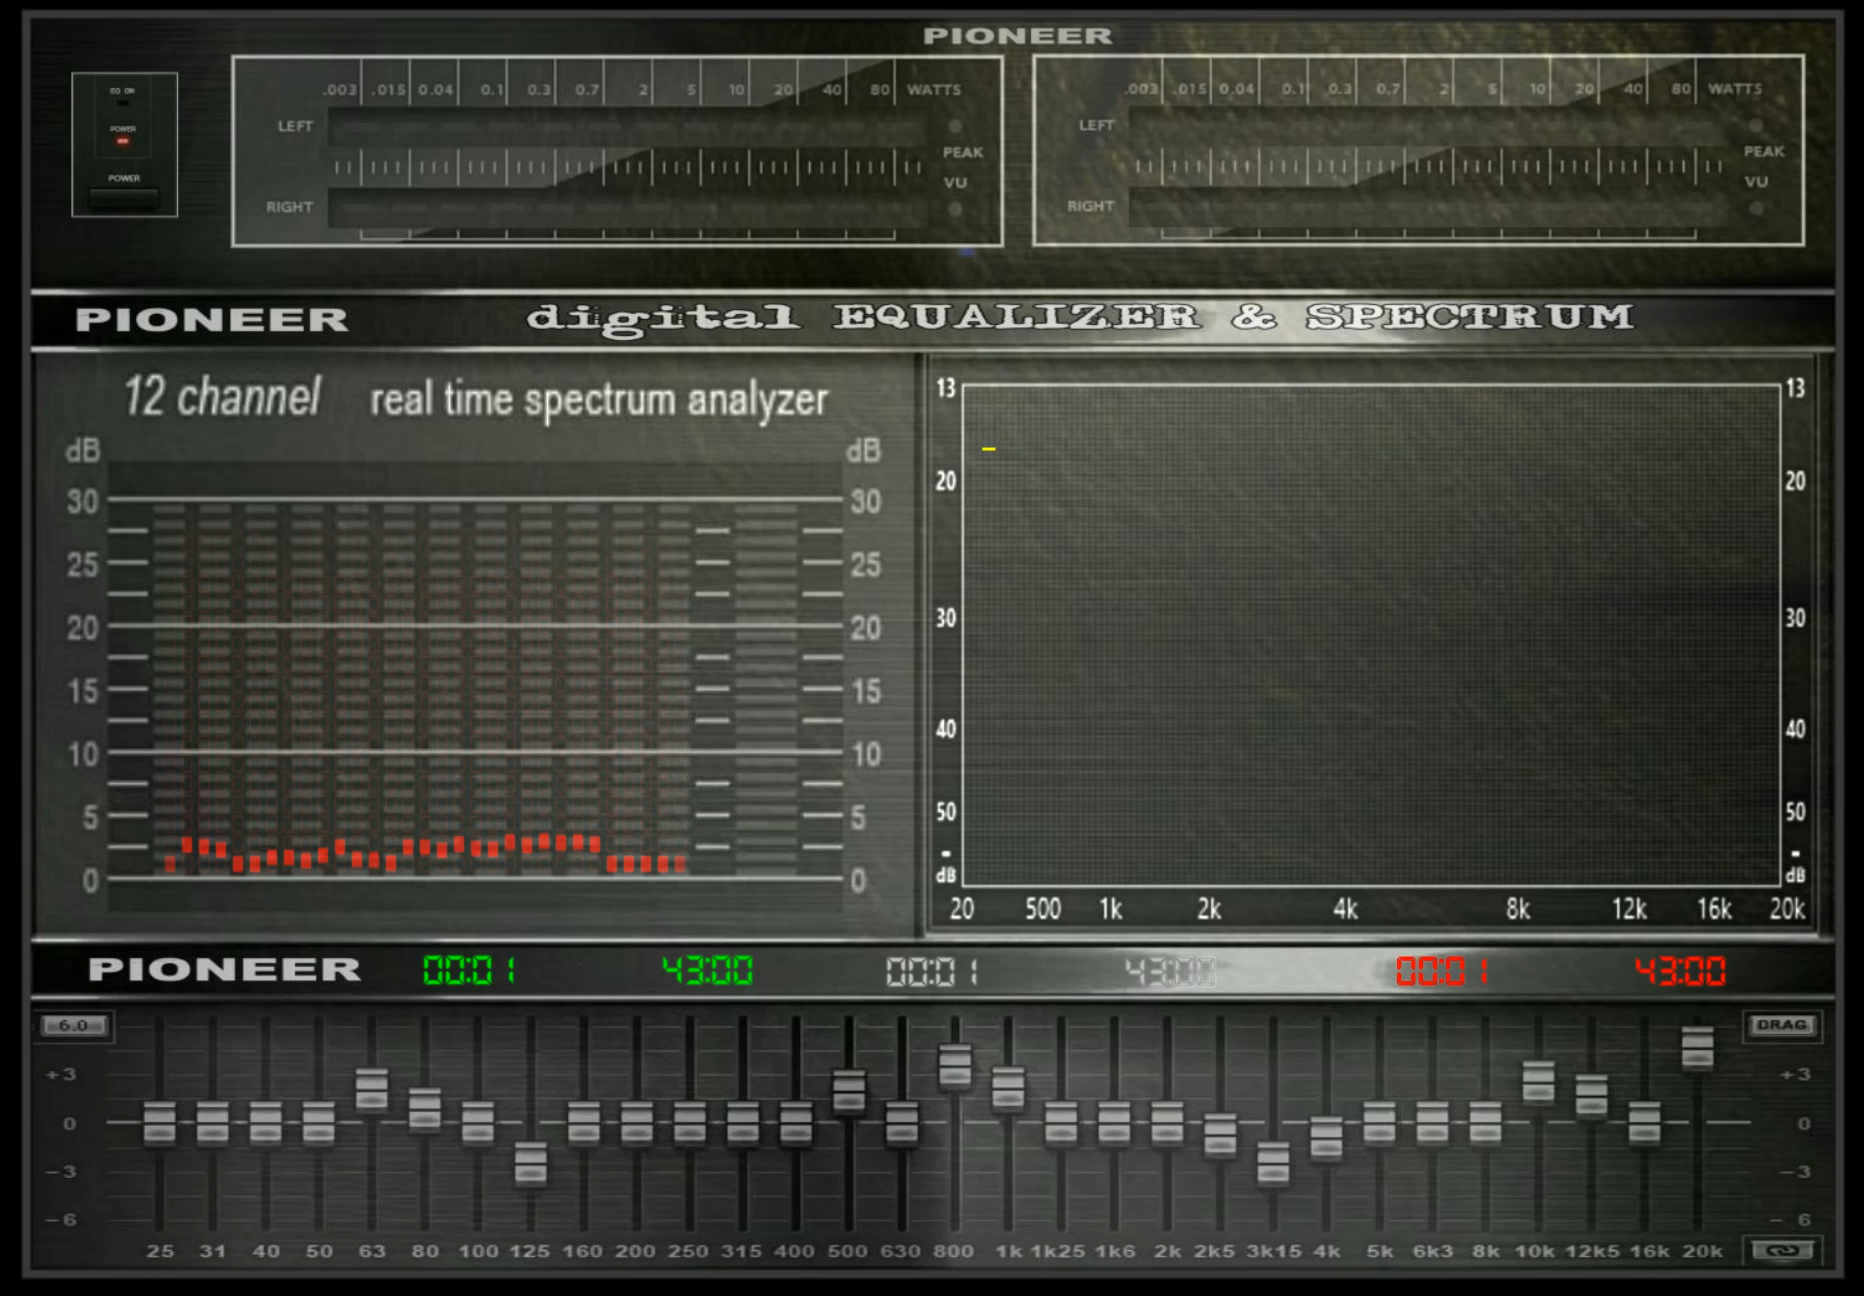 PIONEER
EQ ON
POWER
POWER
.003 .015 0.04 0.1 0.3 0.7 2 5 10 20 40 80 WATTS
LEFT
PEAK
VU
RIGHT
.003 .015 0.04 0.1 0.3 0.7 2 5 10 20 40 80 WATTS
LEFT
PEAK
VU
RIGHT
PIONEER digital EQUALIZER & SPECTRUM
12 channel real time spectrum analyzer
dB dB
30 30
25 25
20 20
15 15
10 10
5 5
0 0
13 13
20 20
30 30
40 40
50 50
- -
dB dB
20 500 1k 2k 4k 8k 12k 16k 20k
PIONEER 00:01 43:00 00:01 43:00 00:01 43:00
6.0 DRAG
+3 +3
0 0
-3 -3
-6 - 6
25 31 40 50 63 80 100 125 160 200 250 315 400 500 630 800 1k 1k25 1k6 2k 2k5 3k15 4k 5k 6k3 8k 10k 12k5 16k 20k